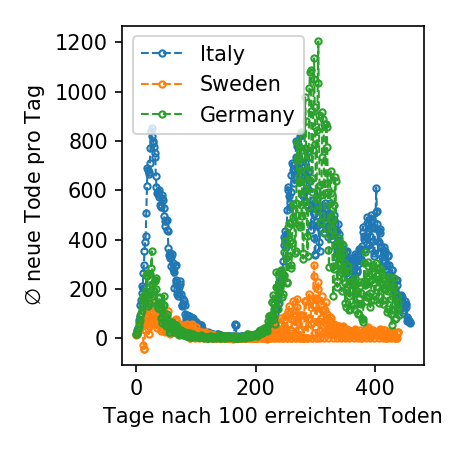 1200
1000
800
600
400
200
0
∅ neue Tode pro Tag
Italy
Sweden
Germany
0
200
400
Tage nach 100 erreichten Toden